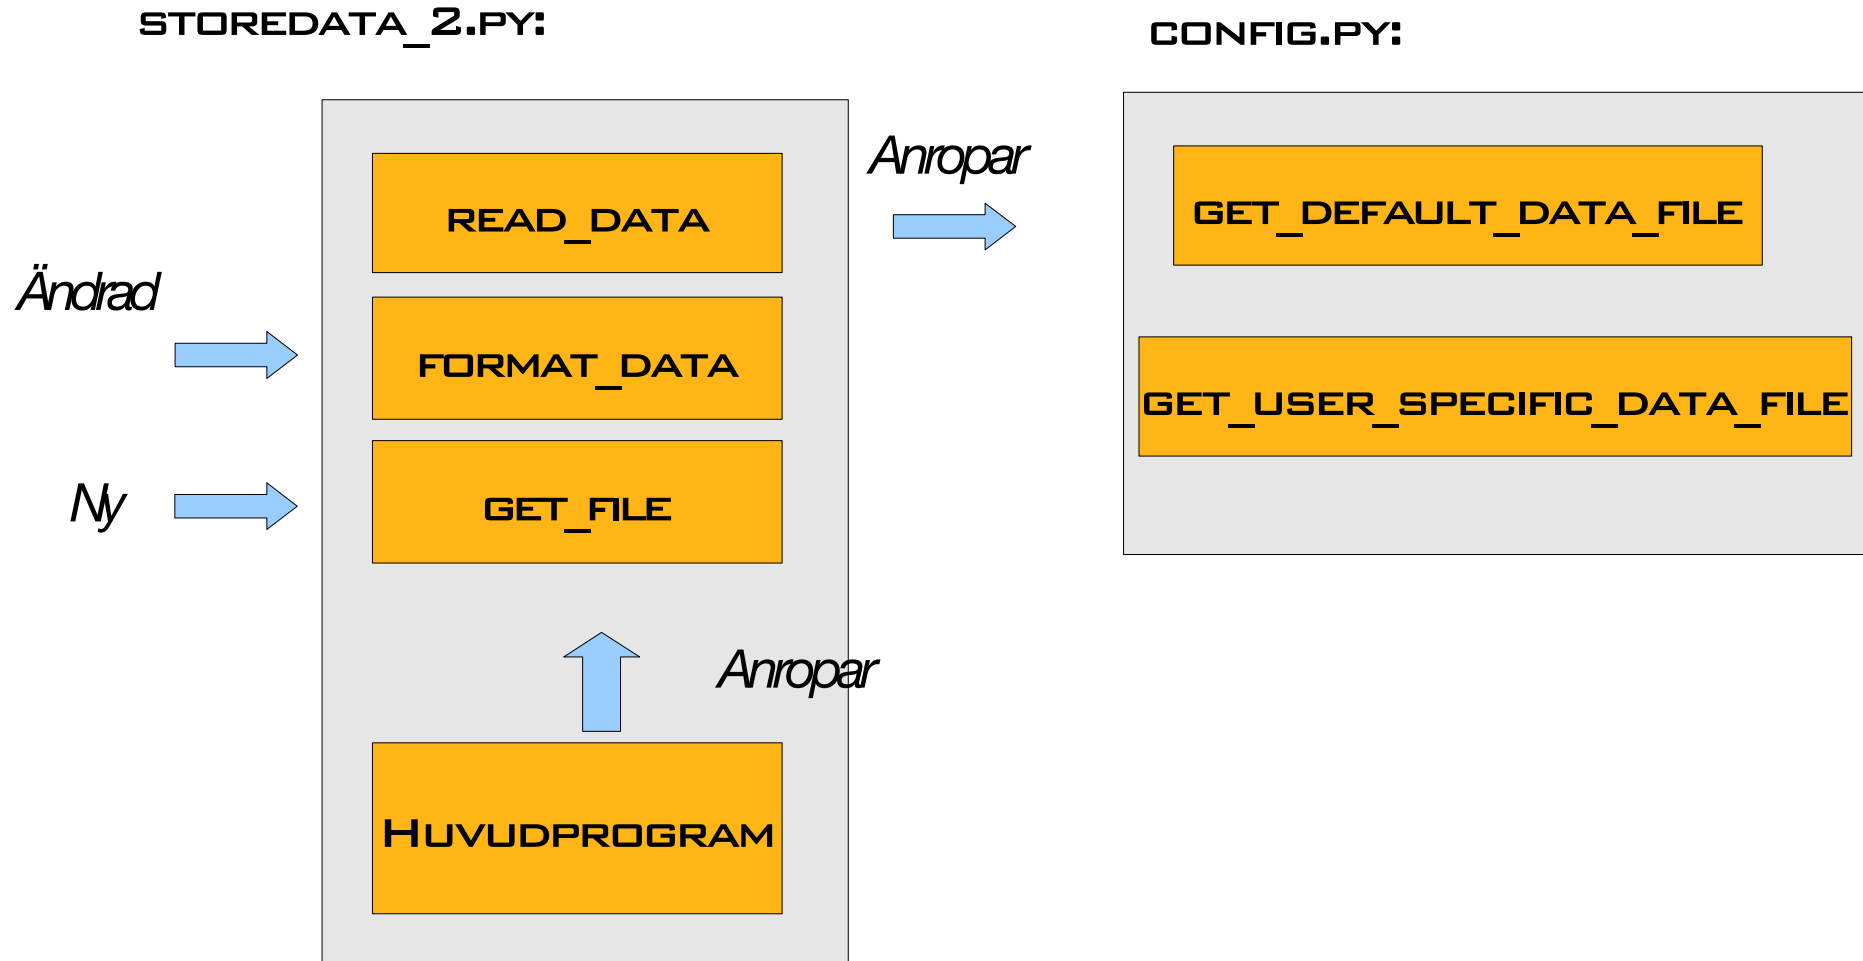 STOREDATA_2.PY:
CONFIG.PY:
READ_DATA
Anropar
GET_DEFAULT_DATA_FILE
Ändrad
FORMAT_DATA
GET_USER_SPECIFIC_DATA_FILE
Ny
GET_FILE
Anropar
HUVUDPROGRAM